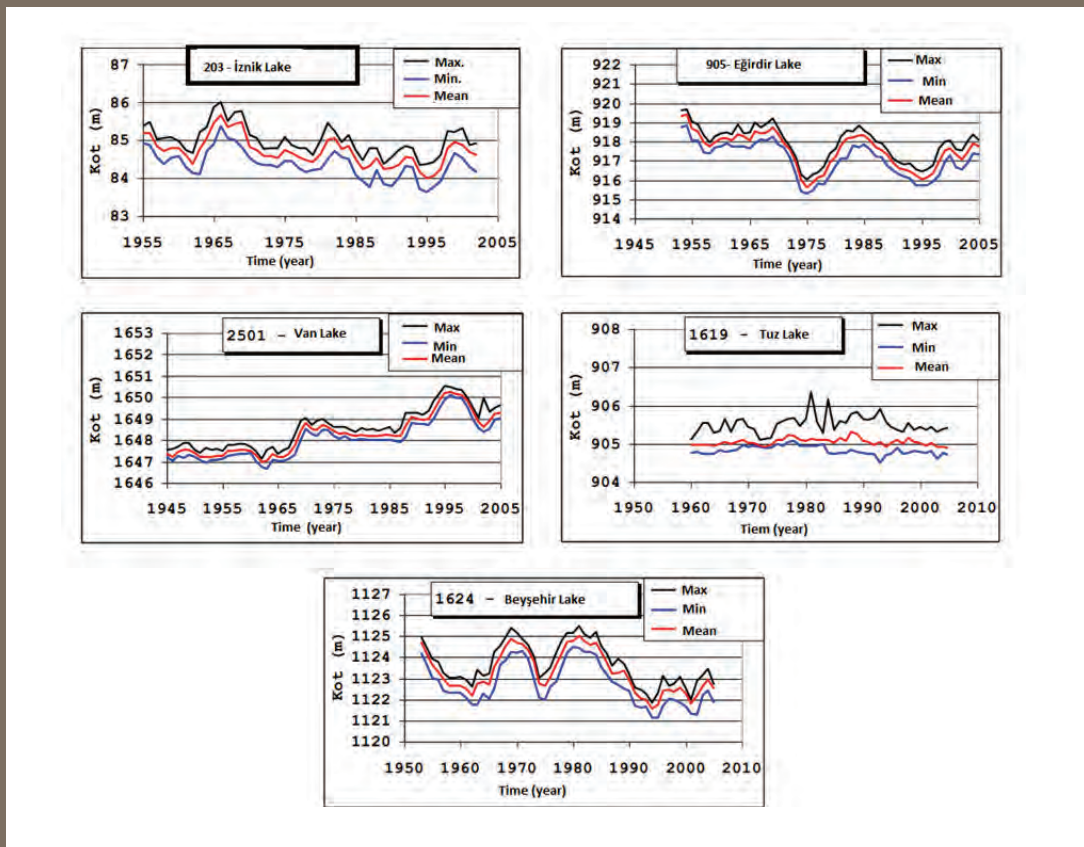 203 - İznik Lake
Max.
Min.
Mean
Kot (m)
87
86
85
84
83
1955 1965 1975 1985 1995 2005
Time (year)
905- Eğirdir Lake
Max
Min
Mean
Kot (m)
922
921
920
919
918
917
916
915
914
1945 1955 1965 1975 1985 1995 2005
Time (year)
2501 - Van Lake
Max
Min
Mean
Kot (m)
1653
1652
1651
1650
1649
1648
1647
1646
1945 1955 1965 1975 1985 1995 2005
Time (year)
1619 - Tuz Lake
Max
Min
Mean
Kot (m)
908
907
906
905
904
1950 1960 1970 1980 1990 2000 2010
Tiem (year)
1624 - Beyşehir Lake
Max
Min
Mean
Kot (m)
1127
1126
1125
1124
1123
1122
1121
1120
1950 1960 1970 1980 1990 2000 2010
Time (year)